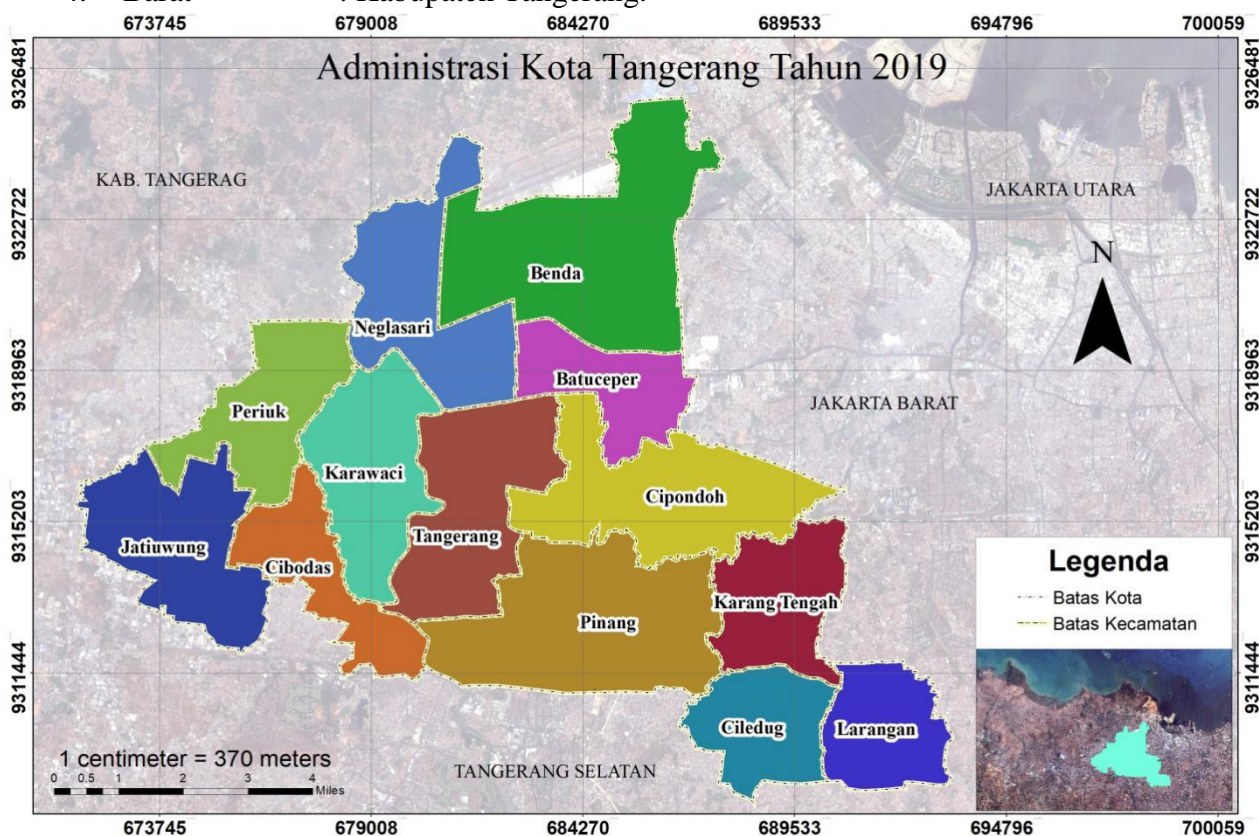 Barat : Kabupaten Tangerang.
673745 679008 684270 689533 694796 700059
Administrasi Kota Tangerang Tahun 2019
9326481 9326481
KAB. TANGERAG
JAKARTA UTARA
9322722 9322722
N
Benda
Neglasari
9318963 9318963
Batuceper
JAKARTA BARAT
Periuk
Karawaci
Cipondoh
9315203 9315203
Tangerang
Jatiuwung
Cibodas
Legenda
Batas Kota
Batas Kecamatan
Karang Tengah
Pinang
9311444 9311444
Ciledug
Larangan
1 centimeter = 370 meters
TANGERANG SELATAN
0 0.5 1 2 3 4
Miles
673745 679008 684270 689533 694796 700059